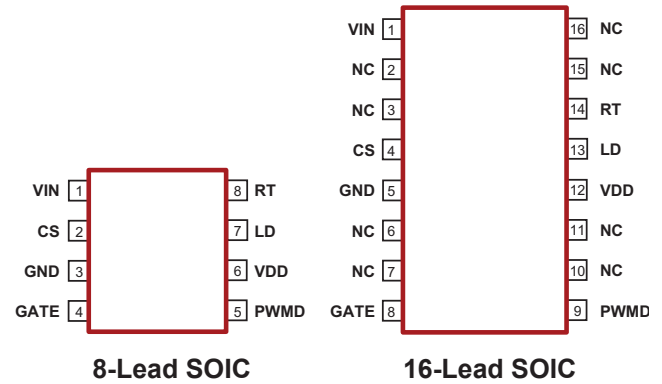 VIN 1 16 NC
NC 2 15 NC
NC 3 14 RT
CS 4 13 LD
VIN 1 8 RT GND 5 12 VDD
CS 2 7 LD NC 6 11 NC
GND 3 6 VDD NC 7 10 NC
GATE 4 5 PWMD GATE 8 9 PWMD
8-Lead SOIC 16-Lead SOIC